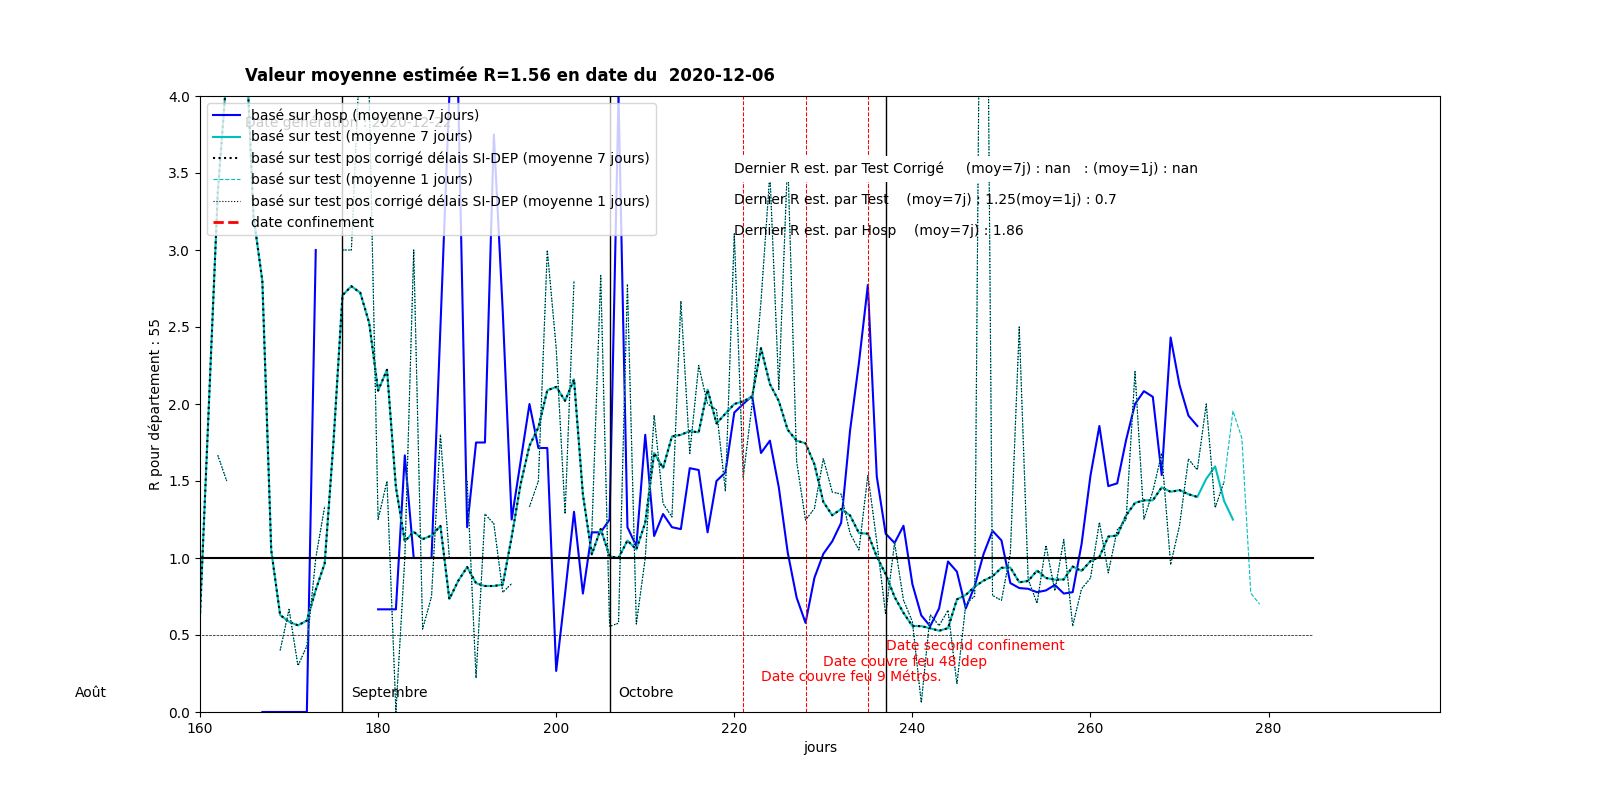 Valeur moyenne estimée R=1.56 en date du  2020-12-06
4.0
basé sur hosp (moyenne 7 jours)
basé sur test (moyenne 7 jours)
basé sur test pos corrigé délais SI-DEP (moyenne 7 jours)
basé sur test (moyenne 1 jours)
basé sur test pos corrigé délais SI-DEP (moyenne 1 jours)
date confinement
Dernier R est. par Test Corrigé     (moy=7j) : nan   : (moy=1j) : nan
Dernier R est. par Test    (moy=7j) : 1.25(moy=1j) : 0.7
Dernier R est. par Hosp    (moy=7j) : 1.86
3.5
3.0
2.5
2.0
1.5
1.0
0.5
0.0
R pour département : 55
Date second confinement
Date couvre feu 48 dep
Date couvre feu 9 Métros.
Août
Septembre
Octobre
160
180
200
220
240
260
280
jours